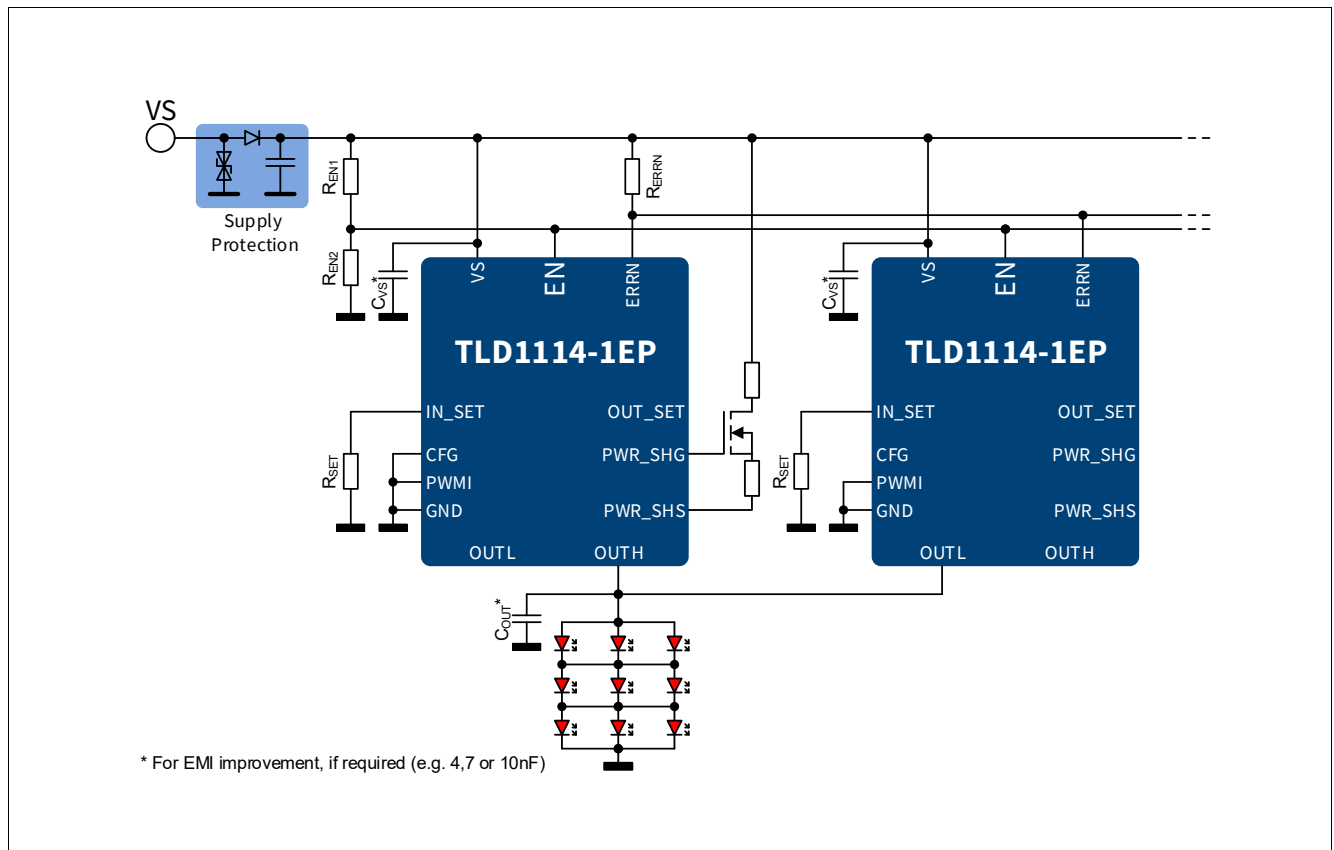 VS
Supply
Protection
REN1
REN2
RERRN
CVS*
VS
EN
ERRN
TLD1114-1EP
IN_SET
OUT_SET
CFG
PWR_SHG
PWMI
GND
PWR_SHS
OUTL
OUTH
RSET
CVS*
VS
EN
ERRN
TLD1114-1EP
IN_SET
OUT_SET
CFG
PWR_SHG
PWMI
GND
PWR_SHS
OUTL
OUTH
RSET
COUT*
* For EMI improvement, if required (e.g. 4,7 or 10nF)